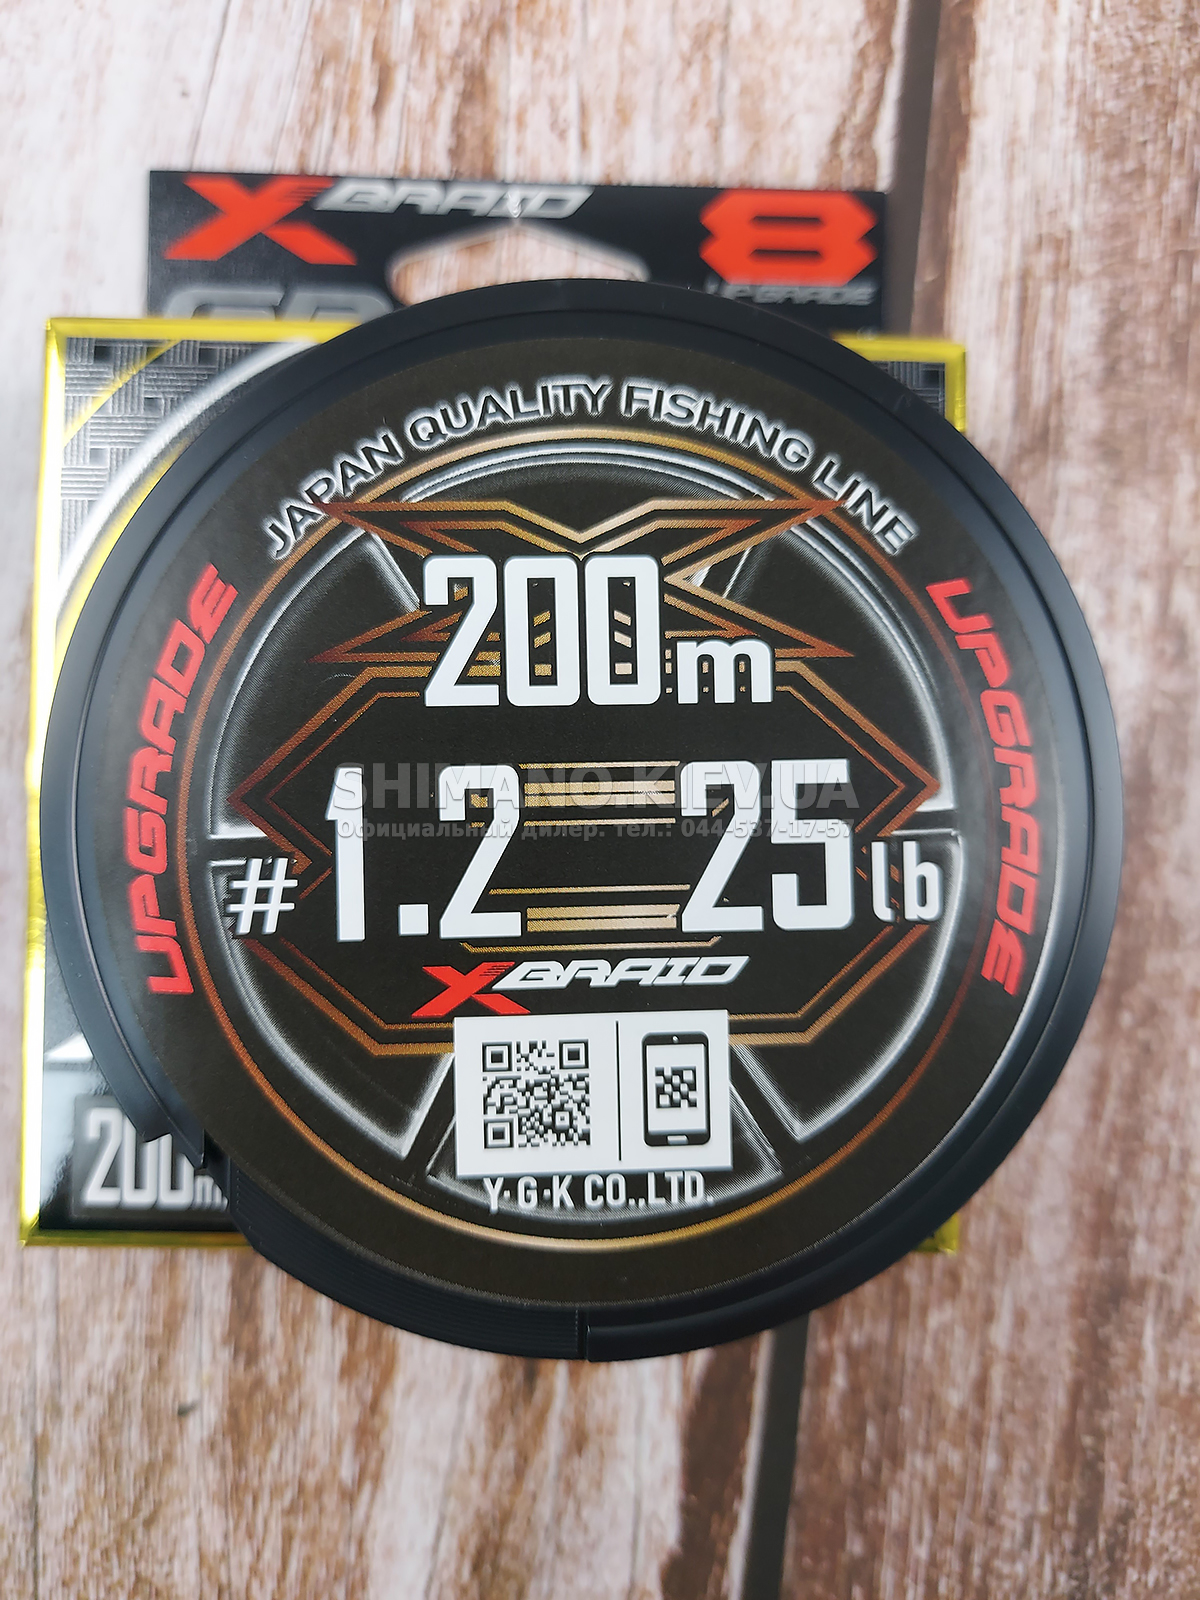 X BRAID
8
UPGRADE
JAPAN QUALITY FISHING LINE
UPGRADE
UPGRADE
200m
SHIMANO.KIEV.UA
Официальный дилер. тел.: 044-537-17-57
#1.2 25lb
X BRAID
Y·G·K CO.,LTD.
200m